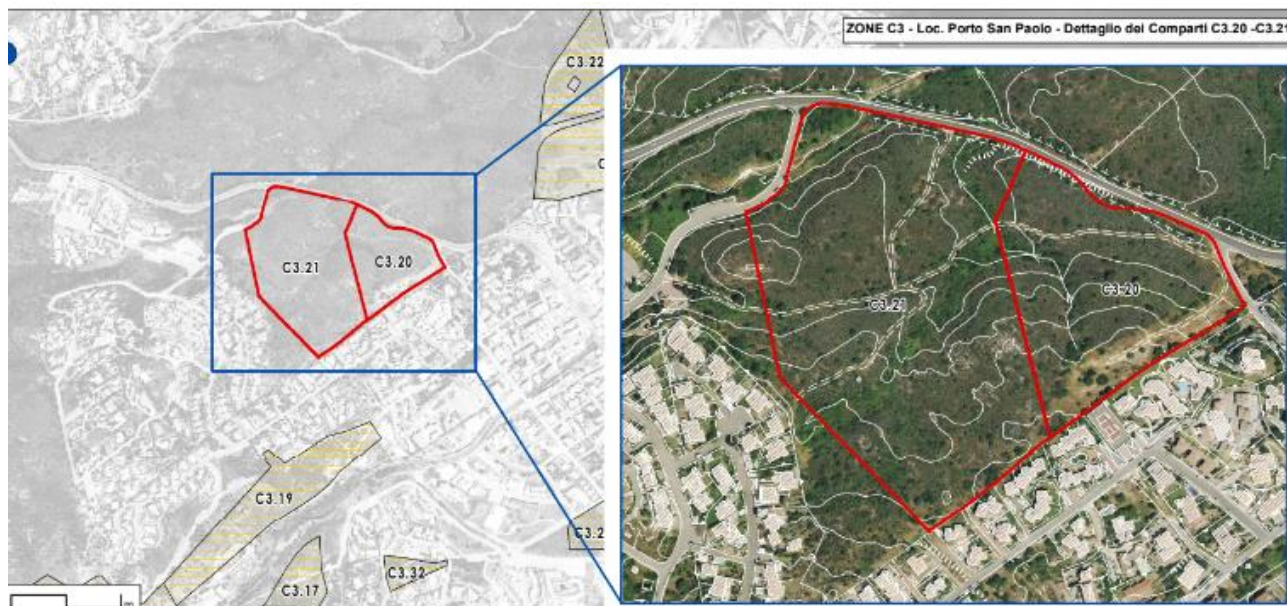 ZONE C3 - Loc. Porto San Paolo - Dettaglio dei Comparti C3.20 -C3.21
C3.22
C3.21
C3.20
C3.21
C3.20
C3.19
C3.17
C3.32